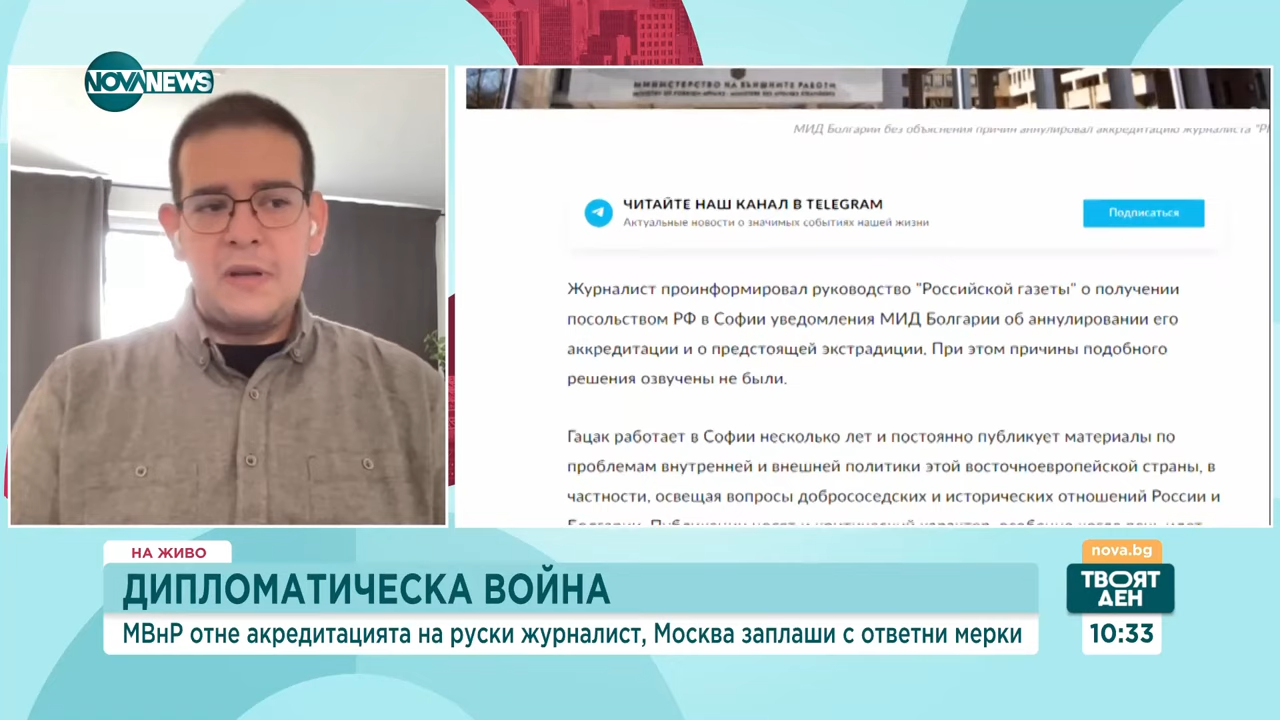 NOVANEWS
МИНИСТЕРСТВО НА ВЪНШНИТЕ РАБОТИ
МИД Болгарии без объяснения причин аннулировал аккредитацию журналиста "РГ
ЧИТАЙТЕ НАШ КАНАЛ В TELEGRAM
Актуальные новости о значимых событиях нашей жизни
Подписаться
Журналист проинформировал руководство "Российской газеты" о получении
посольством РФ в Софии уведомления МИД Болгарии об аннулировании его
аккредитации и о предстоящей экстрадиции. При этом причины подобного
решения озвучены не были.
Гацак работает в Софии несколько лет и постоянно публикует материалы по
проблемам внутренней и внешней политики этой восточноевропейской страны, в
частности, освещая вопросы добрососедских и исторических отношений России и
НА ЖИВО
ДИПЛОМАТИЧЕСКА ВОЙНА
МВнР отне акредитацията на руски журналист, Москва заплаши с ответни мерки
nova.bg
ТВОЯТ
ДЕН
10:33